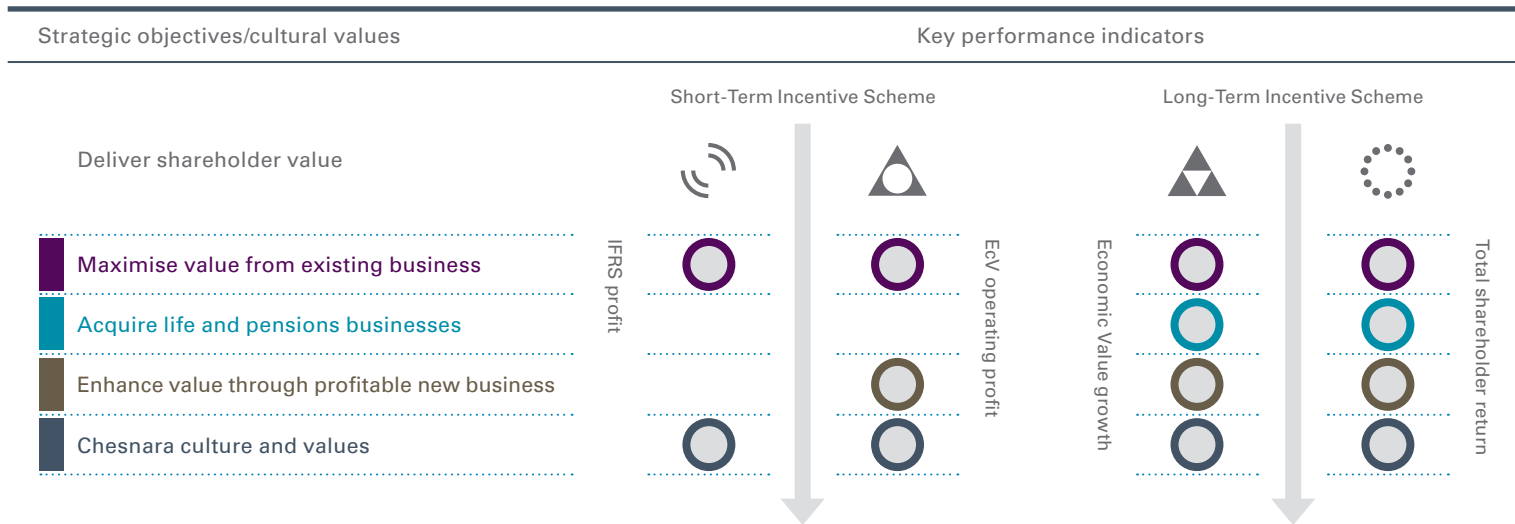 Strategic objectives/cultural values
Key performance indicators
Short-Term Incentive Scheme
Long-Term Incentive Scheme
Deliver shareholder value
IFRS profit
EcV operating profit
Economic Value growth
Total shareholder return
Maximise value from existing business
Acquire life and pensions businesses
Enhance value through profitable new business
Chesnara culture and values